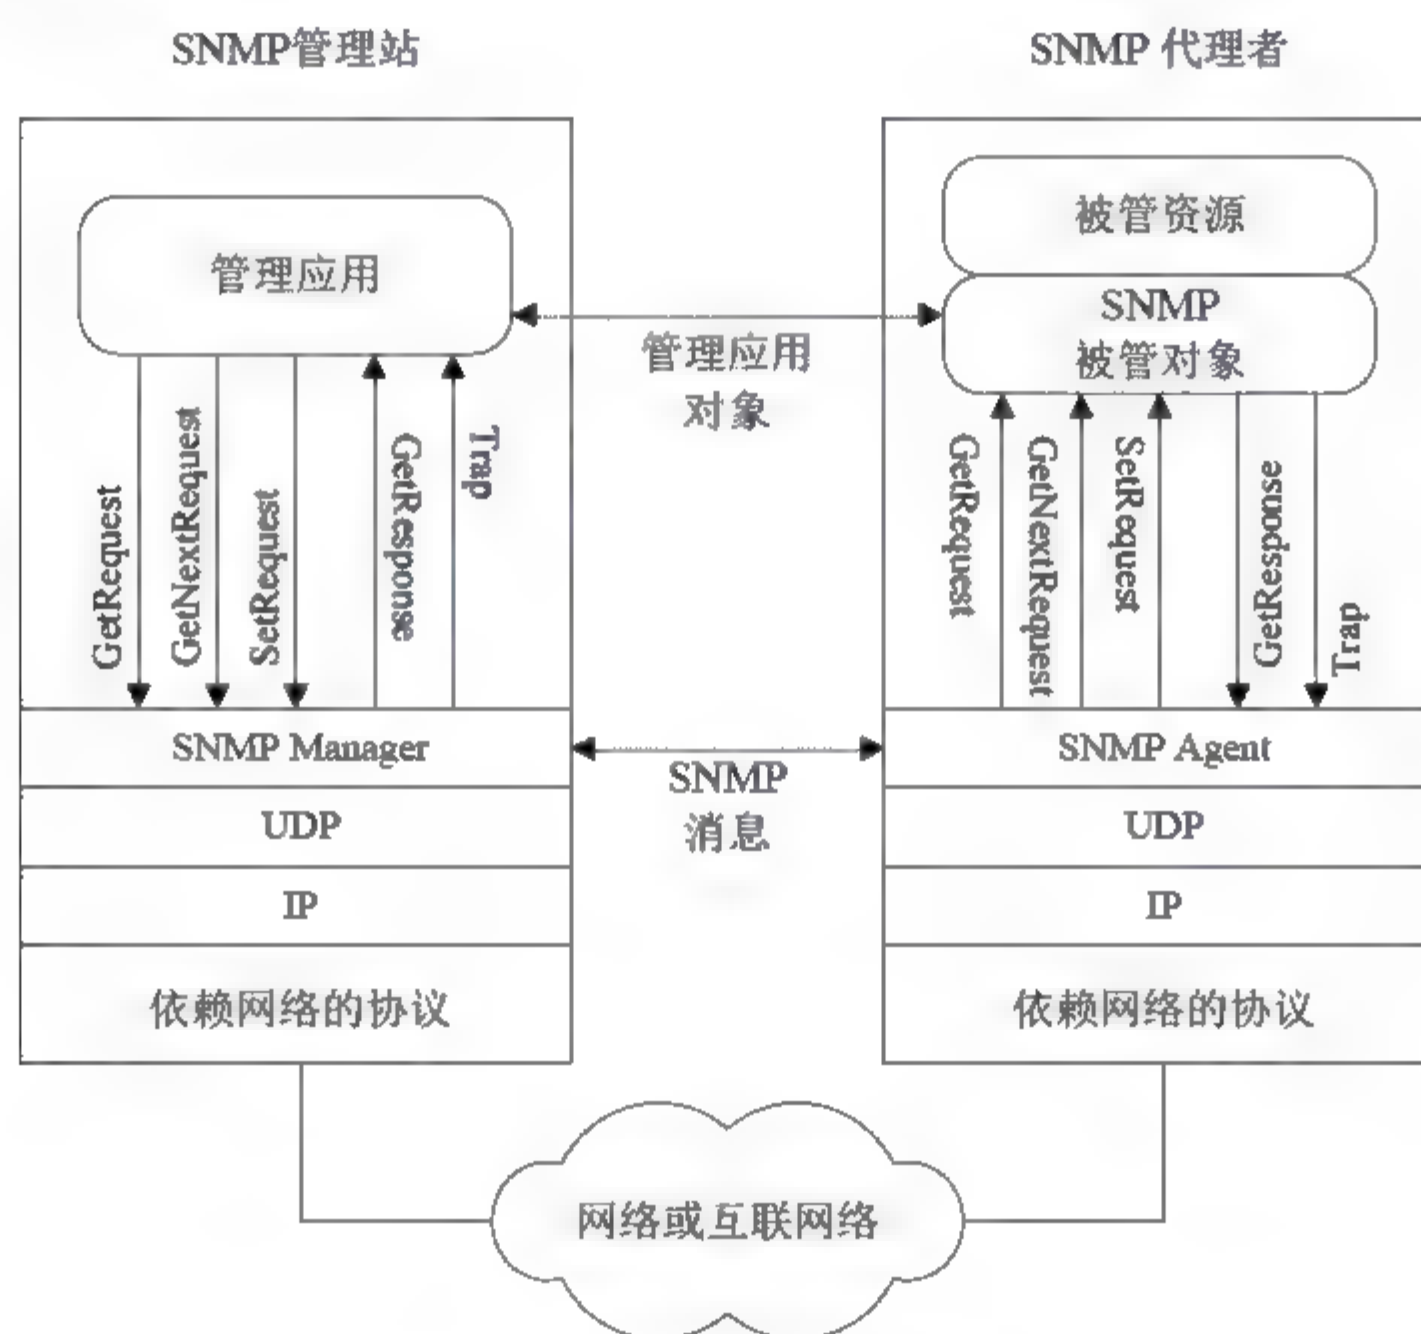 SNMP管理站
SNMP 代理者
管理应用
被管资源
SNMP
被管对象
管理应用
对象
GetRequest
GetNextRequest
SetRequest
GetResponse
Trap
GetRequest
GetNextRequest
SetRequest
GetResponse
Trap
SNMP Manager
SNMP
消息
SNMP Agent
UDP
UDP
IP
IP
依赖网络的协议
依赖网络的协议
网络或互联网络